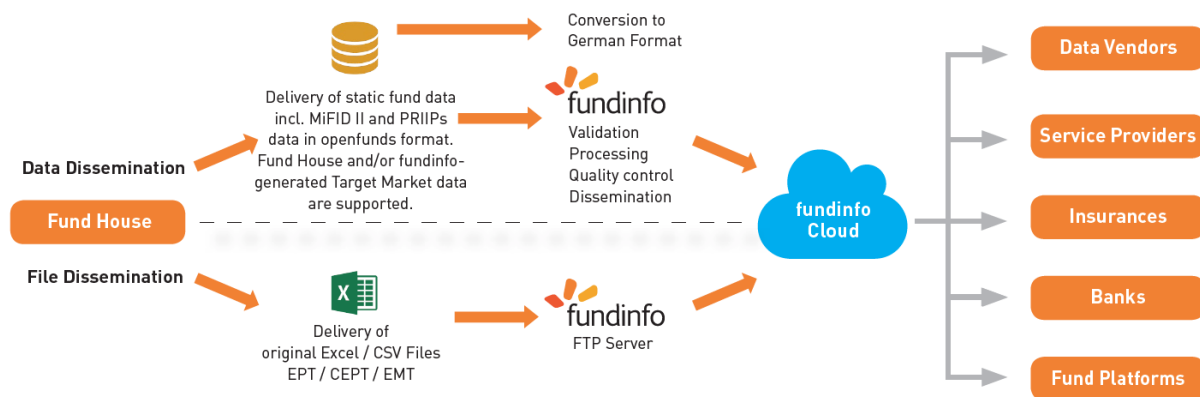 Conversion to
German Format
Delivery of static fund data
incl. MiFID II and PRIIPs
data in openfunds format.
Fund House and/or fundinfo-
generated Target Market data
are supported.
fundinfo
Validation
Processing
Quality control
Dissemination
Data Dissemination
Fund House
File Dissemination
X
Delivery of
original Excel / CSV Files
EPT / CEPT / EMT
fundinfo
FTP Server
fundinfo
Cloud
Data Vendors
Service Providers
Insurances
Banks
Fund Platforms